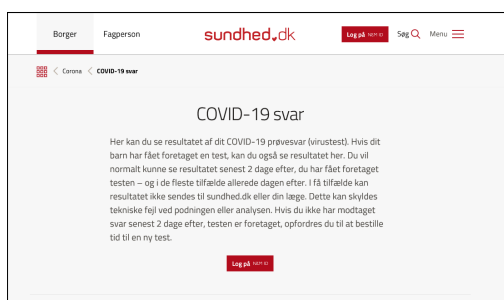 Borger
Fagperson
sundhed.dk
Log på NEM ID
Søg
Menu
Corona
COVID-19 svar
COVID-19 svar
Her kan du se resultatet af dit COVID-19 prøvesvar (virustest). Hvis dit
barn har fået foretaget en test, kan du også se resultatet her. Du vil
normalt kunne se resultatet senest 2 dage efter, du har fået foretaget
testen – og i de fleste tilfælde allerede dagen efter. I få tilfælde kan
resultatet ikke sendes til sundhed.dk eller din læge. Dette kan skyldes
tekniske fejl ved podningen eller analysen. Hvis du ikke har modtaget
svar senest 2 dage efter, testen er foretaget, opfordres du til at bestille
tid til en ny test.
Log på NEM ID